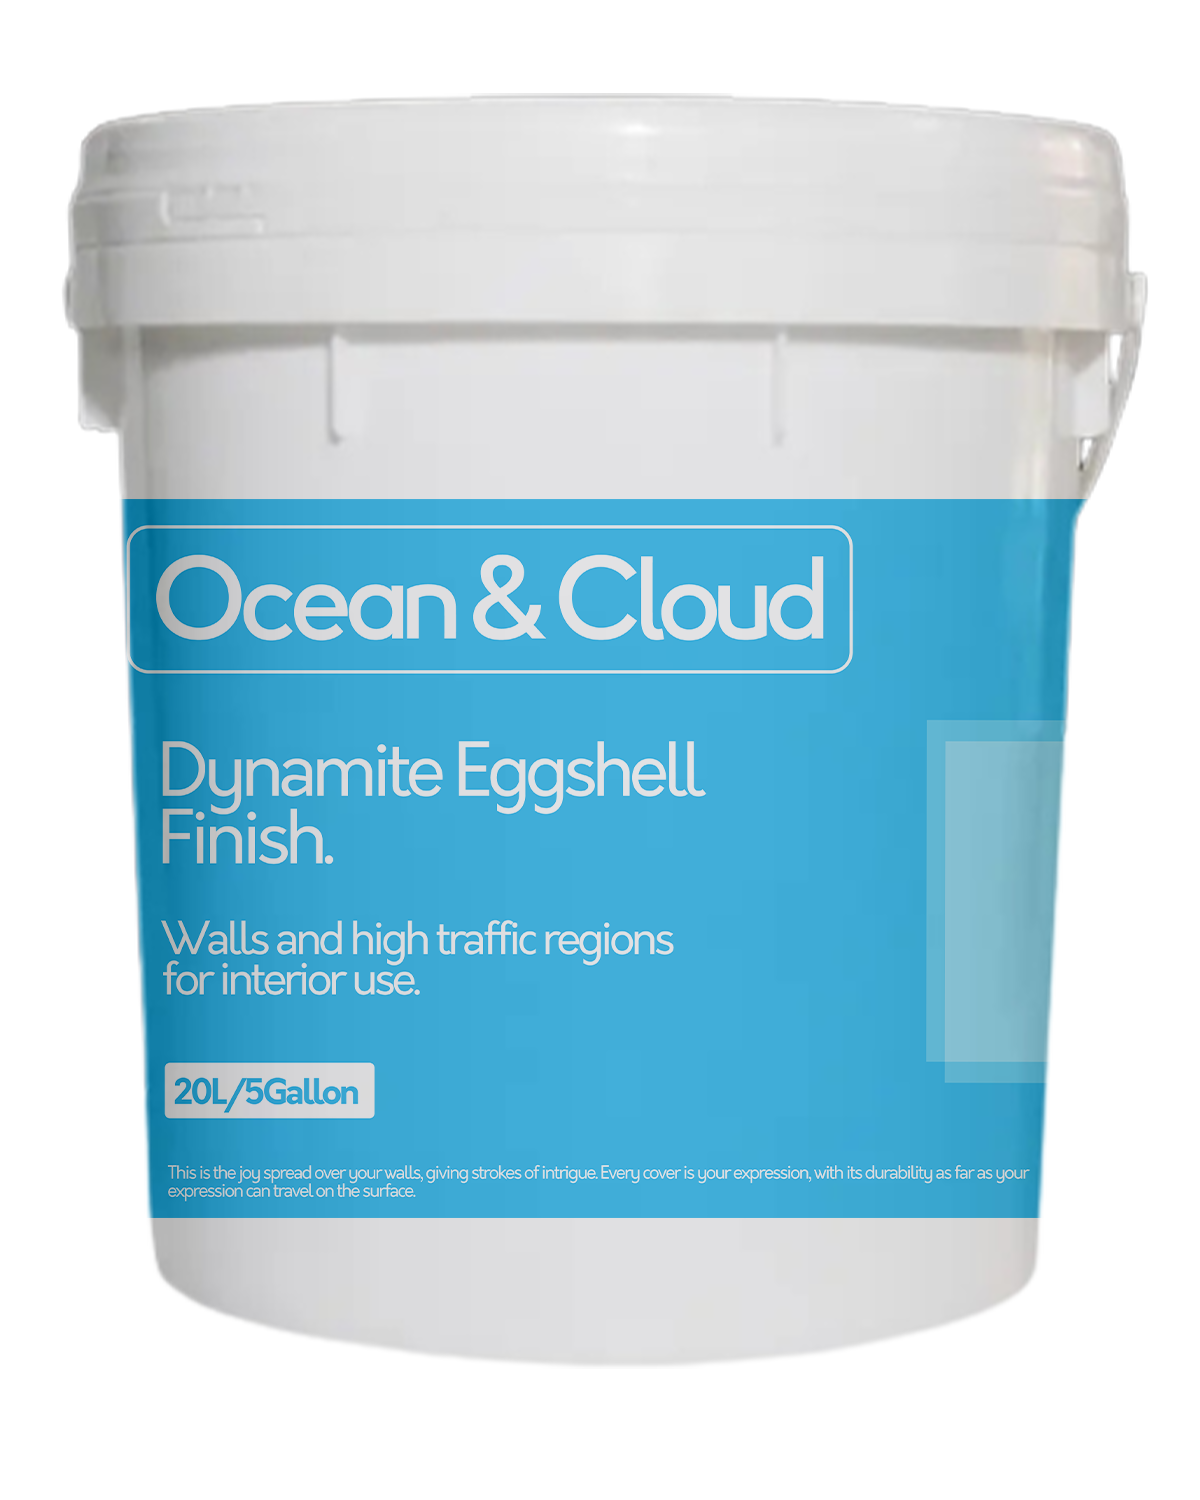 Ocean & Cloud
Dynamite Eggshell
Finish.
Walls and high traffic regions
for interior use.
20L/5Gallon
This is the joy spread over your walls, giving strokes of intrigue. Every cover is your expression, with its durability as far as your
expression can travel on the surface.